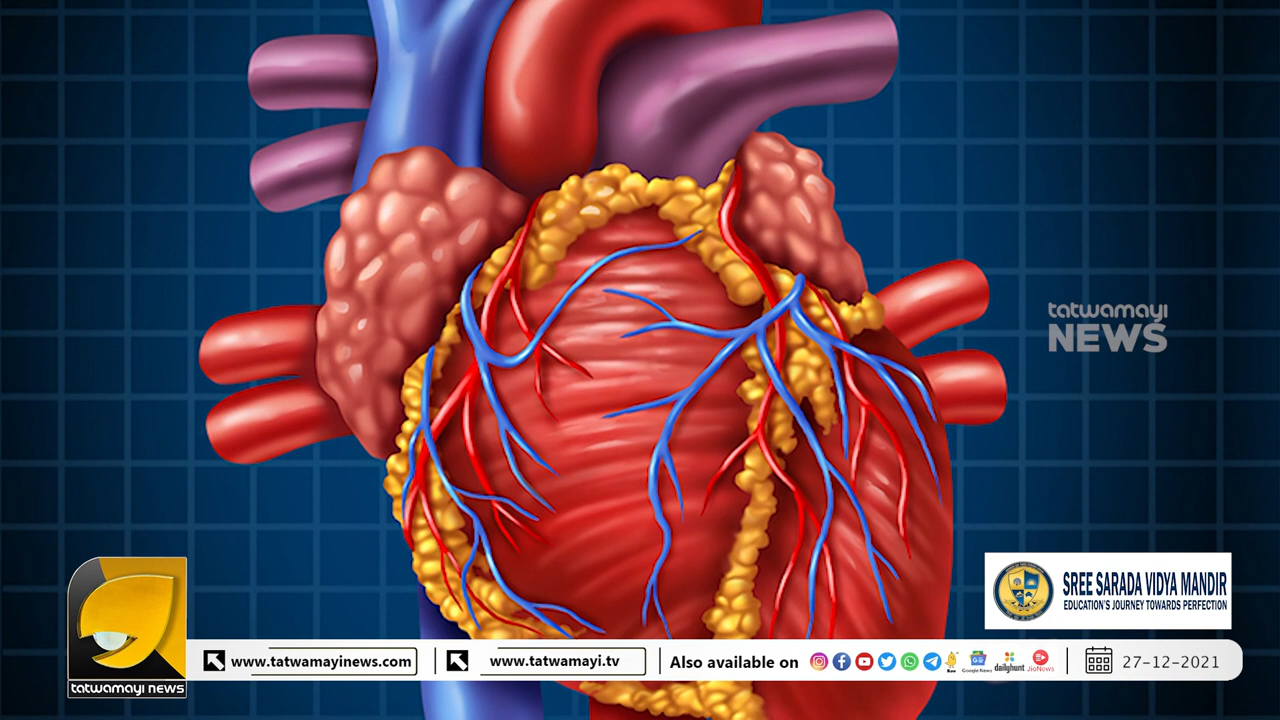 tatwamayi
NEWS
SREE SARADA VIDYA MANDIR
EDUCATION'S JOURNEY TOWARDS PERFECTION
www.tatwamayinews.com
www.tatwamayi.tv
Also available on
Koo
Google News
dailyhunt
JioNews
27-12-2021
tatwamayi news